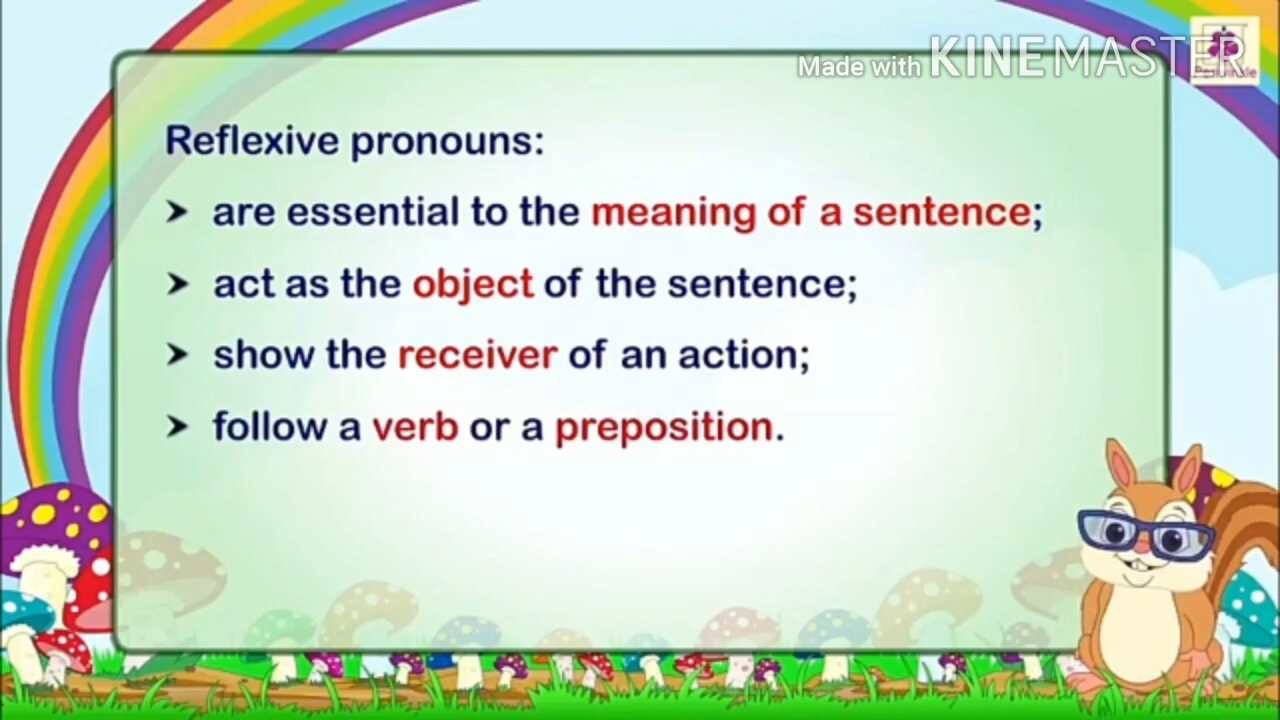 Made with KINEMASTER
Reflexive pronouns:
➤ are essential to the meaning of a sentence;
➤ act as the object of the sentence;
➤ show the receiver of an action;
➤ follow a verb or a preposition.